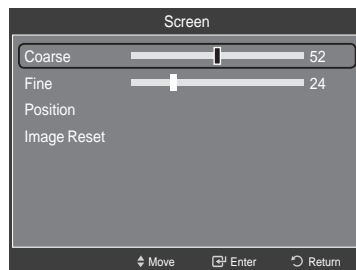 Screen
Coarse 52
Fine 24
Position
Image Reset
Move Enter Return